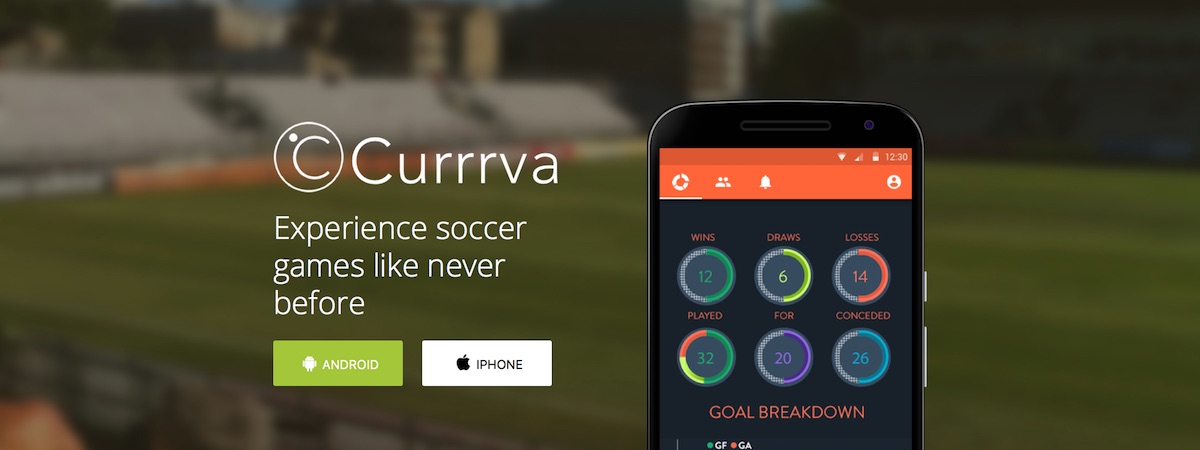 Currrva
Experience soccer
games like never
before
ANDROID
IPHONE
12:30
WINS DRAWS LOSSES
12 6 14
PLAYED FOR CONCEDED
32 20 26
GOAL BREAKDOWN
GF GA